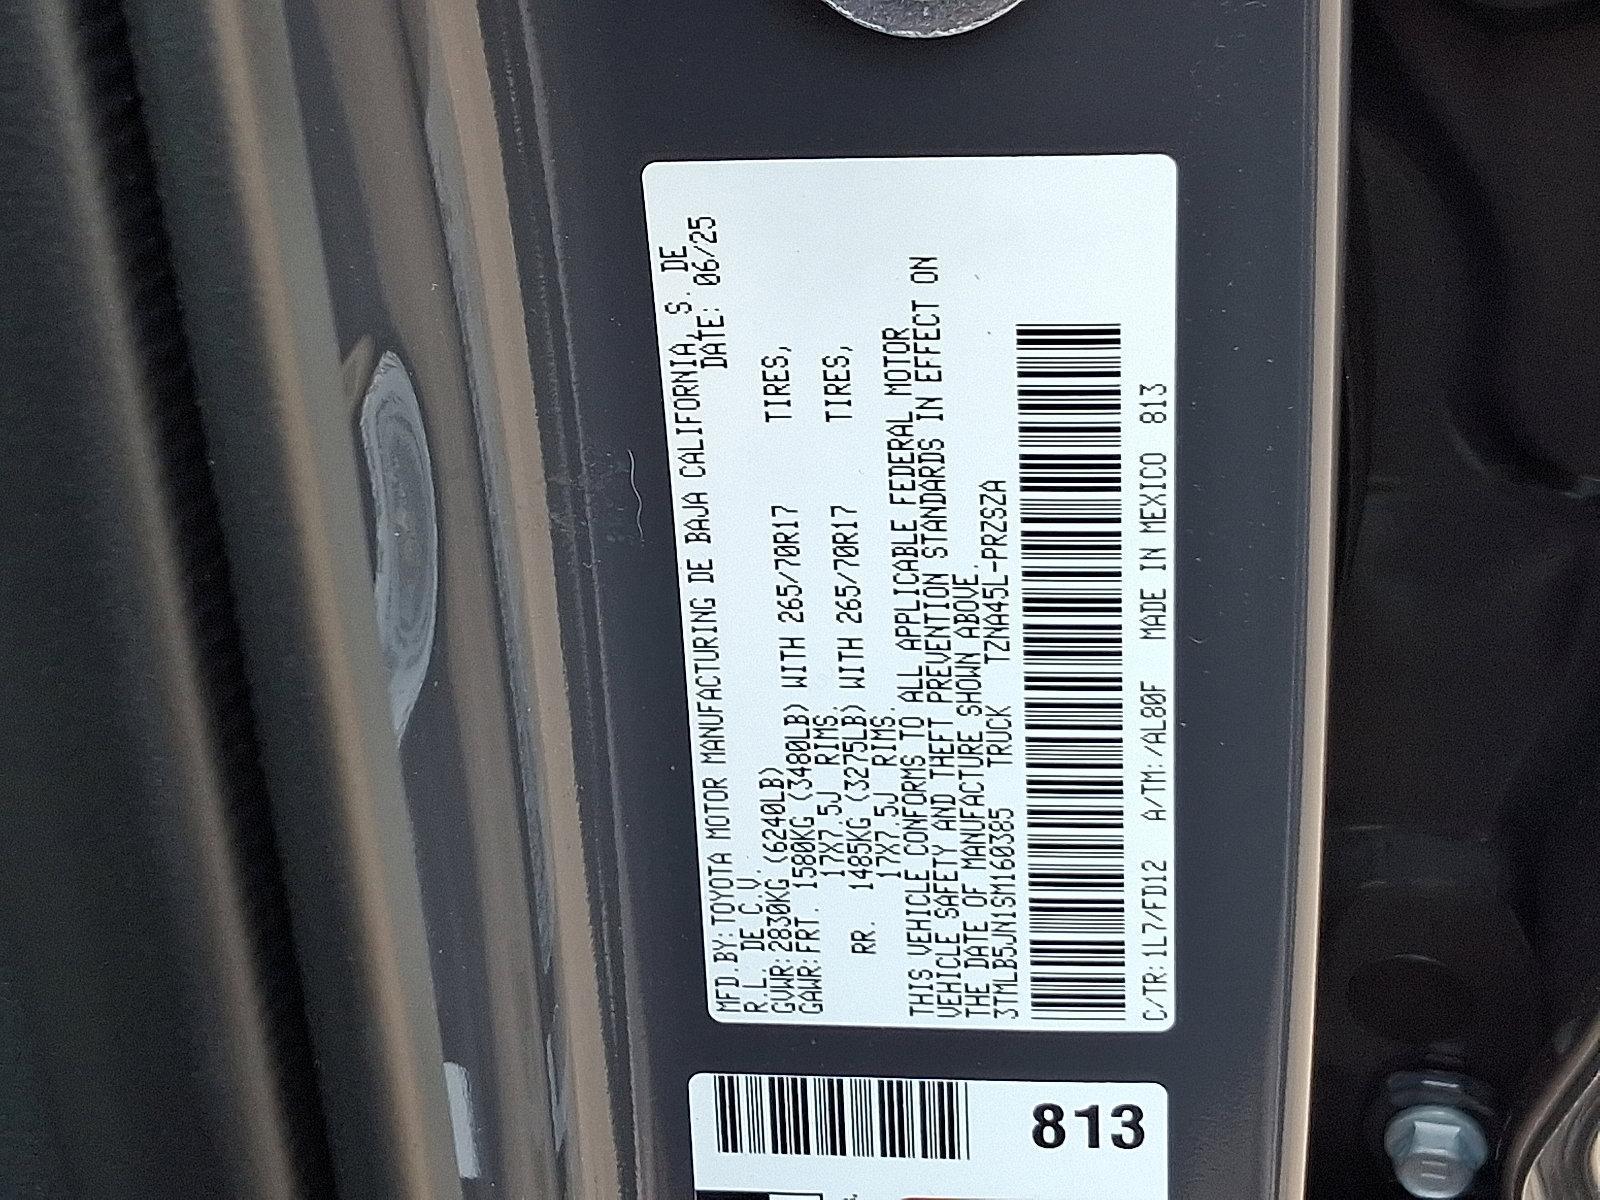 MFD.BY:TOYOTA MOTOR MANUFACTURING DE BAJA CALIFORNIA, S. DE
R.L. DE C.V. DATE: 06/25
GVWR:2830KG (6240LB)
GAWR:FRT. 1580KG (3480LB) WITH 265/70R17 TIRES,
17X7.5J RIMS.
RR. 1485KG (3275LB) WITH 265/70R17 TIRES,
17X7.5J RIMS.
THIS VEHICLE CONFORMS TO ALL APPLICABLE FEDERAL MOTOR
VEHICLE SAFETY AND THEFT PREVENTION STANDARDS IN EFFECT ON
THE DATE OF MANUFACTURE SHOWN ABOVE.
3TMLB5JN1SM160385 TRUCK TZNA45L-PRZSZA
C/TR:1L7/FD12 A/TM:/AL80F MADE IN MEXICO 813
813